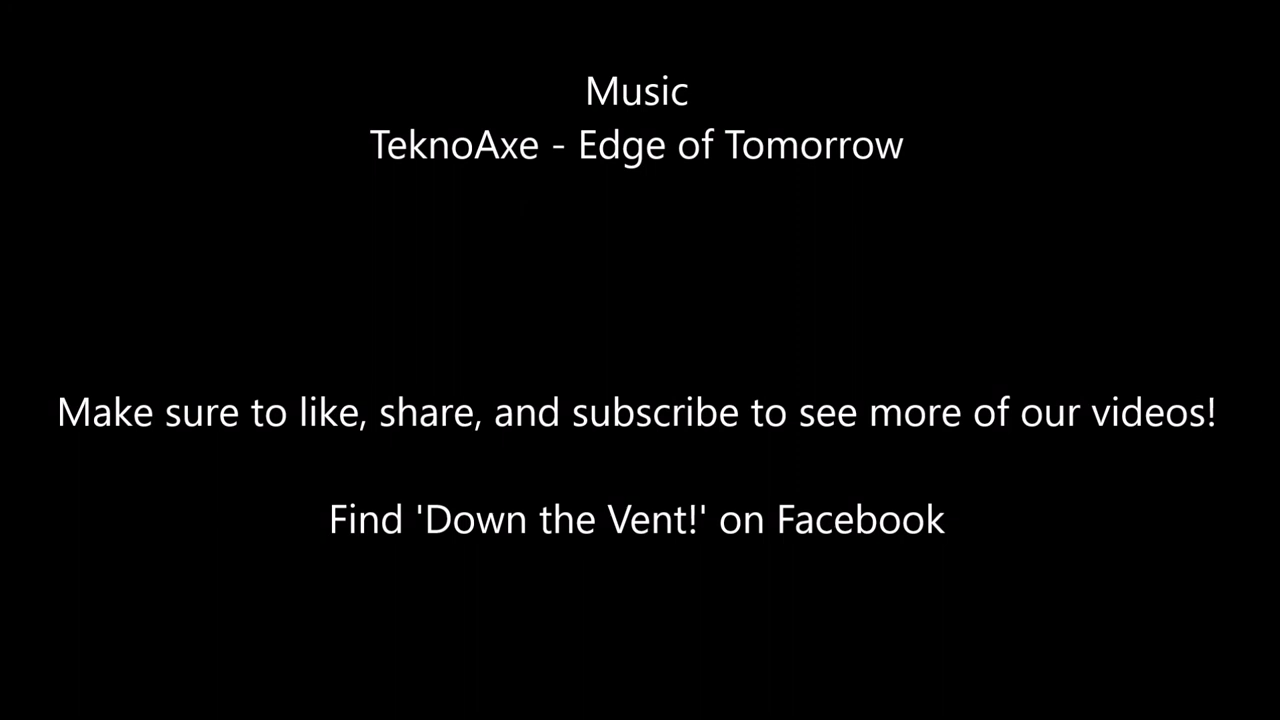 Music
TeknoAxe - Edge of Tomorrow
Make sure to like, share, and subscribe to see more of our videos!
Find 'Down the Vent!' on Facebook